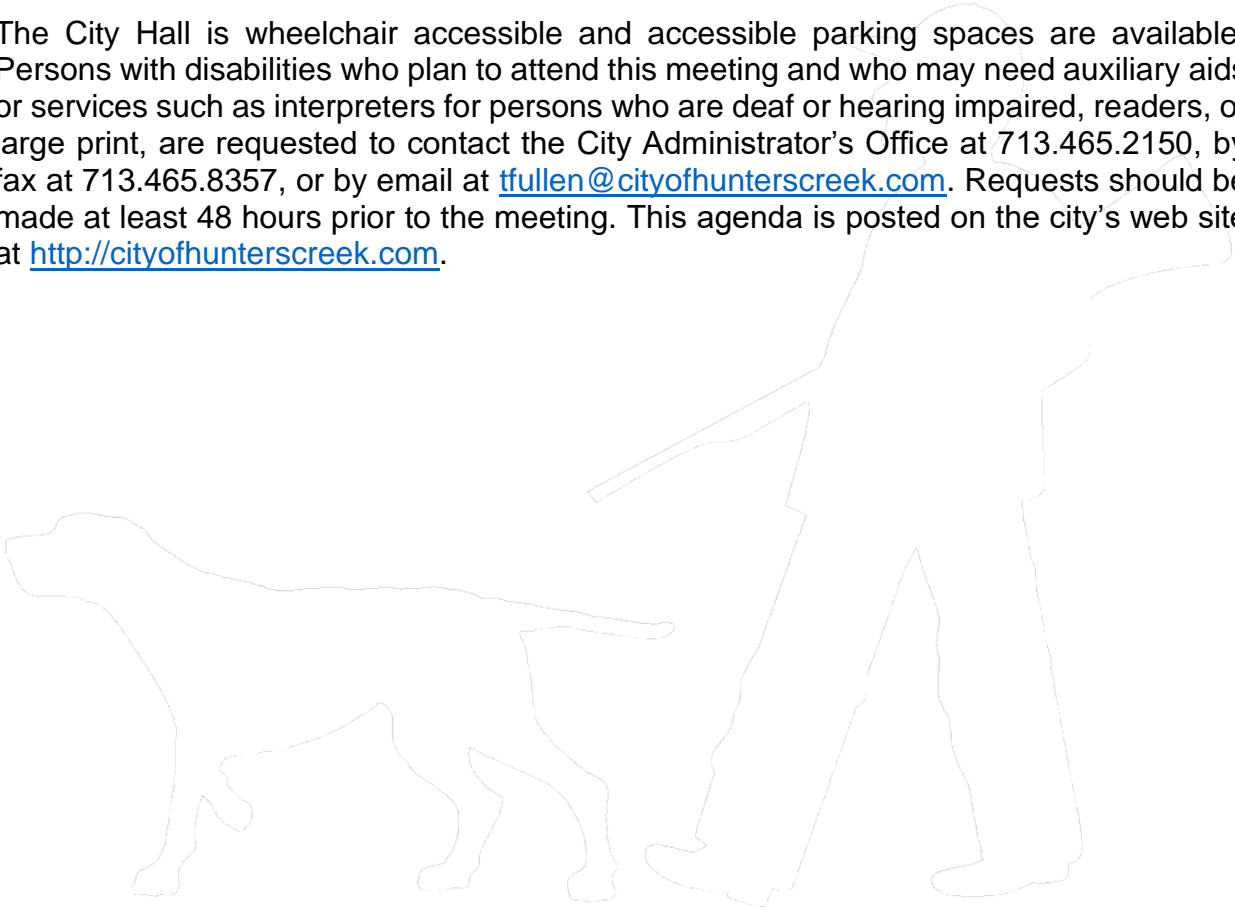 The City Hall is wheelchair accessible and accessible parking spaces are available.
Persons with disabilities who plan to attend this meeting and who may need auxiliary aids
or services such as interpreters for persons who are deaf or hearing impaired, readers, or
large print, are requested to contact the City Administrator’s Office at 713.465.2150, by
fax at 713.465.8357, or by email at tfullen@cityofhunterscreek.com. Requests should be
made at least 48 hours prior to the meeting. This agenda is posted on the city’s web site
at http://cityofhunterscreek.com.